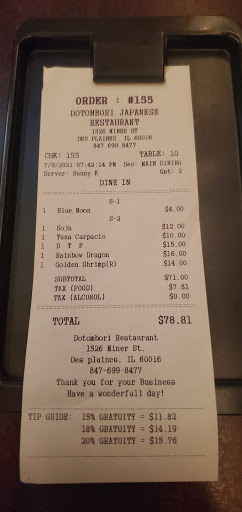 ORDER : #155
DOTOMBORI JAPANESE
RESTAURANT
1526 MINER ST
DES PLAINES, IL 60016
847-699-8477
CHK: 155 TABLE: 10
7/9/2021 07:42:14 PM Sec: MAIN DINING
Server: Sunny K Gst: 2
DINE IN
S-1
1 Blue Moon $4.00
S-2
1 Soju $12.00
1 Tuna Carpacio $10.00
1 D T F $15.00
1 Rainbow Dragon $16.00
1 Golden Shrimp(R) $14.00
SUBTOTAL $71.00
TAX (FOOD) $7.81
TAX (ALCOHOL) $0.00
TOTAL $78.81
Dotombori Restaurant
1526 Miner St.
Des plaines, IL 60016
847-699-8477
Thank you for your Business
Have a wonderfull day!
TIP GUIDE: 15% GRATUITY = $11.82
18% GRATUITY = $14.19
20% GRATUITY = $15.76